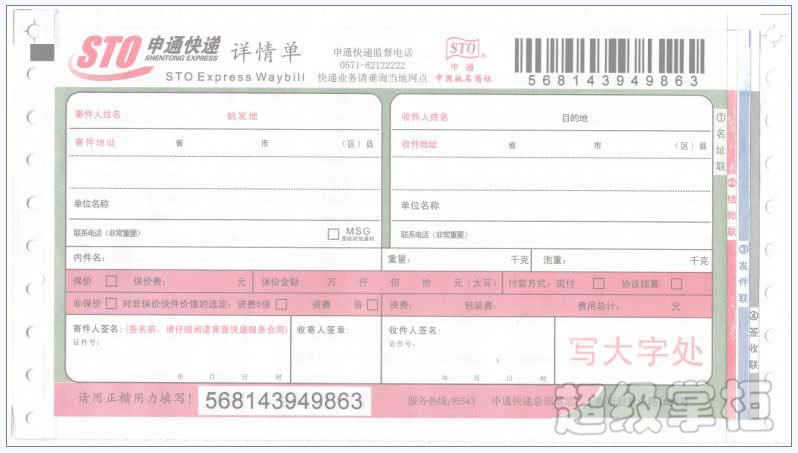 STO 申通快递 详情单
SHENTONG EXPRESS
STO Express Waybill
申通快递监督电话
0571-82122222
快递业务请垂询当地网点
STO
申通
中国驰名商标
568143949863
寄件人姓名 始发地
寄件地址 省 市 (区)县
单位名称
联系电话(非常重要) MSG
收件人姓名 目的地
收件地址 省 市 (区)县
单位名称
联系电话(非常重要)
内件名: 重量: 千克 泡重: 千克
保价 保价费: 元 保价金额: 万 仟 佰 拾 元(大写) 付款方式:现付 协议结算
非保价 对非保价快件价值的选定:资费5倍 资费 倍 资费: 包装费: 费用总计: 元
寄件人签名:(签名前,请仔细阅读背面快递服务合同) 收寄人签章: 收件人签名:
证件号: 证件号:
年 月 日 时 年 月 日 时
写大字处
请用正楷用力填写! 568143949863 服务热线:95543 申通快递总部
①名址联
②结帐联
③发件联
④签收联
超级掌柜